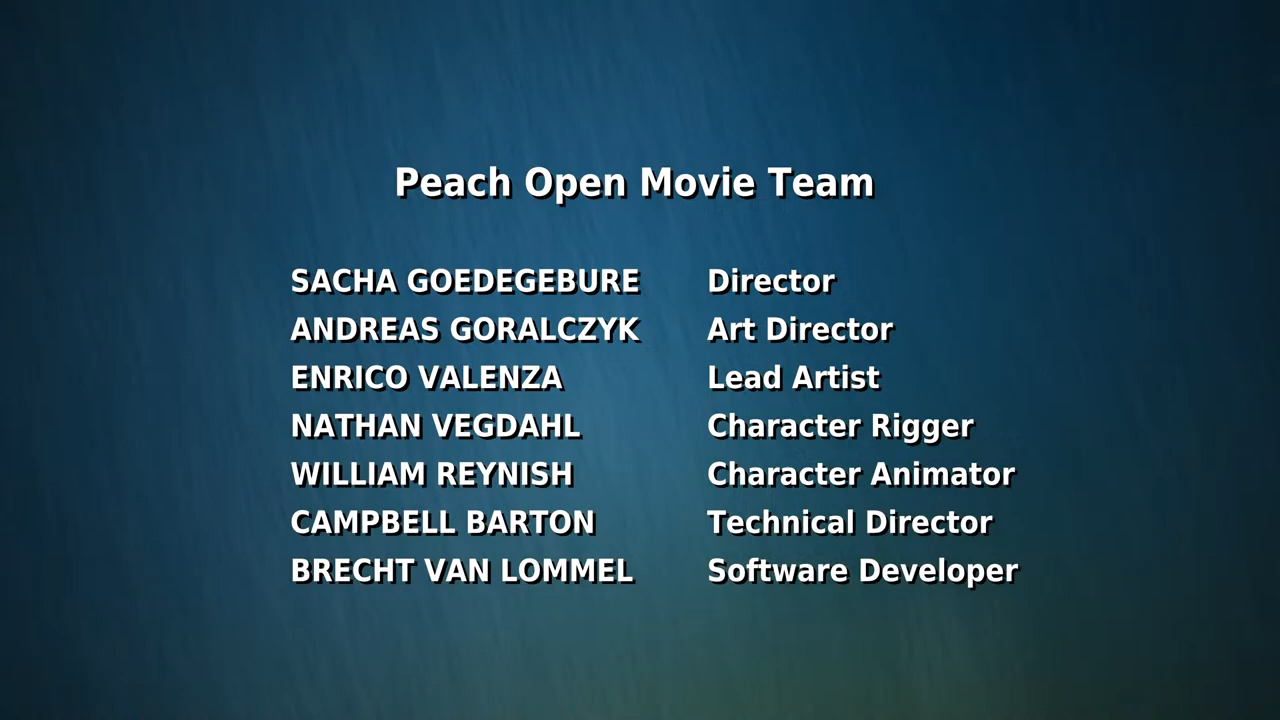 Peach Open Movie Team
SACHA GOEDEGEBURE Director
ANDREAS GORALCZYK Art Director
ENRICO VALENZA Lead Artist
NATHAN VEGDAHL Character Rigger
WILLIAM REYNISH Character Animator
CAMPBELL BARTON Technical Director
BRECHT VAN LOMMEL Software Developer